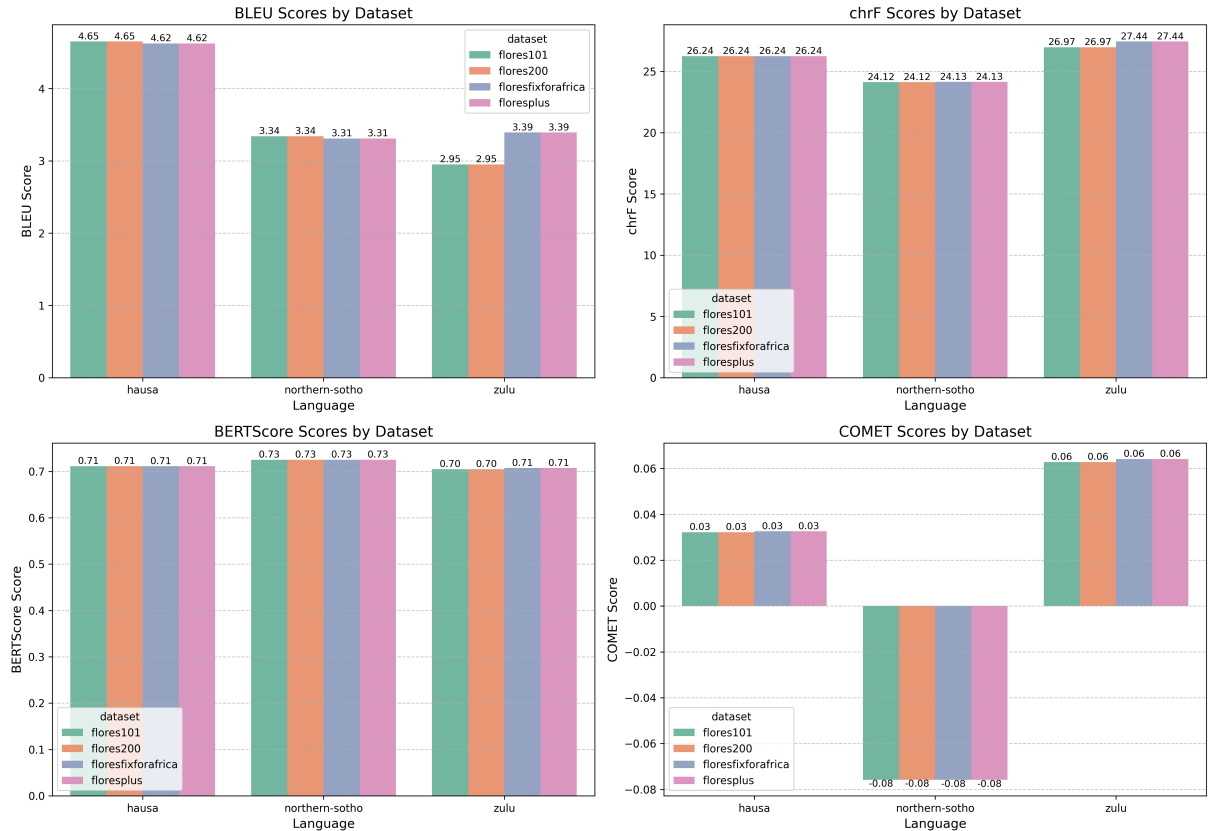 BLEU Scores by Dataset
4.65 4.65 4.62 4.62
3.34 3.34 3.31 3.31
2.95 2.95 3.39 3.39
dataset
flores101
flores200
floresfixforafrica
floresplus
BLEU Score
4
3
2
1
0
hausa northern-sotho zulu
Language
chrF Scores by Dataset
26.24 26.24 26.24 26.24
24.12 24.12 24.13 24.13
26.97 26.97 27.44 27.44
chrF Score
25
20
15
10
5
0
dataset
flores101
flores200
floresfixforafrica
floresplus
hausa northern-sotho zulu
Language
BERTScore Scores by Dataset
0.71 0.71 0.71 0.71
0.73 0.73 0.73 0.73
0.70 0.70 0.71 0.71
BERTScore Score
0.7
0.6
0.5
0.4
0.3
0.2
0.1
0.0
dataset
flores101
flores200
floresfixforafrica
floresplus
hausa northern-sotho zulu
Language
COMET Scores by Dataset
0.03 0.03 0.03 0.03
-0.08 -0.08 -0.08 -0.08
0.06 0.06 0.06 0.06
COMET Score
0.06
0.04
0.02
0.00
−0.02
−0.04
−0.06
−0.08
dataset
flores101
flores200
floresfixforafrica
floresplus
hausa northern-sotho zulu
Language